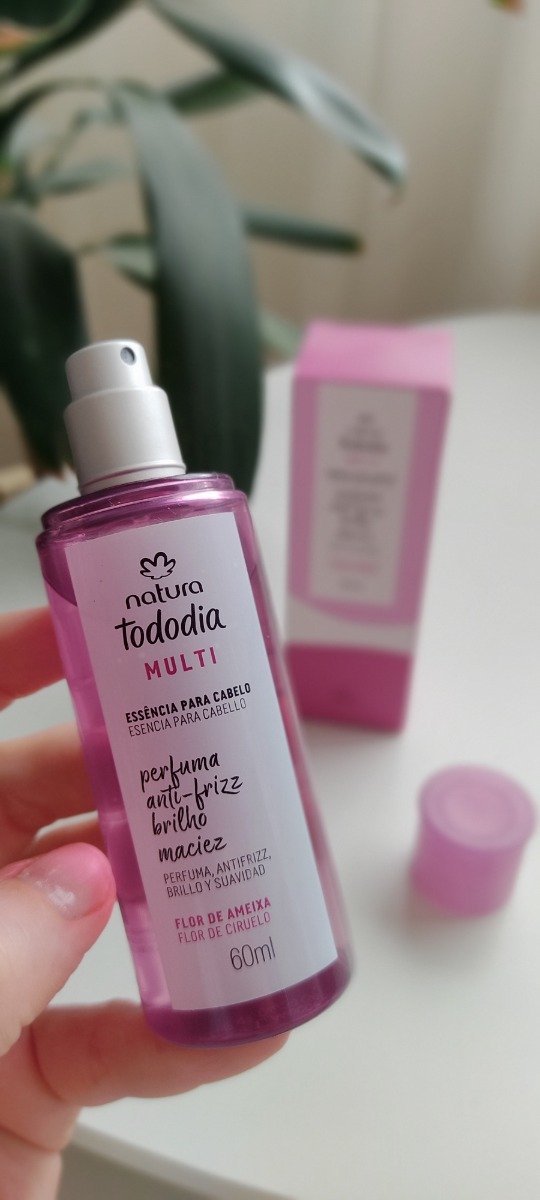 natura
tododia
MULTI
ESSÊNCIA PARA CABELO
ESENCIA PARA CABELLO
perfuma
anti-frizz
brilho
maciez
PERFUMA, ANTIFRIZZ,
BRILLO Y SUAVIDAD
FLOR DE AMEIXA
FLOR DE CIRUELO
60ml